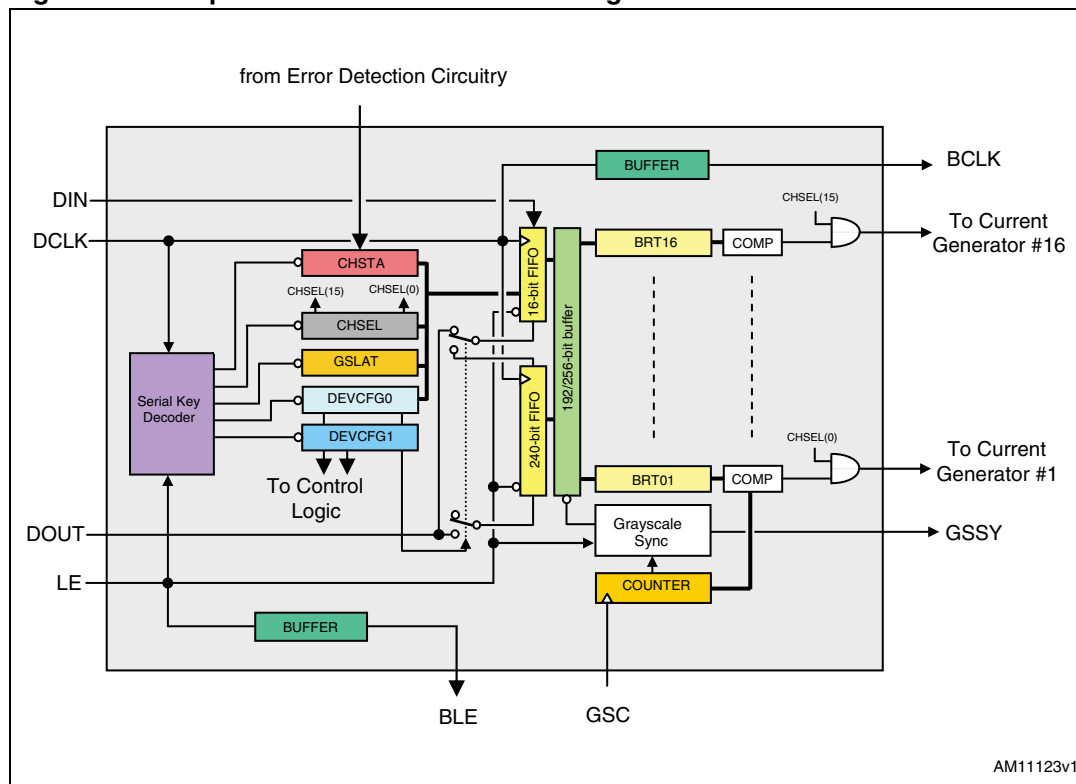 from Error Detection Circuitry
BUFFER
BCLK
DIN
CHSEL(15)
DCLK
To Current
Generator #16
BRT16
COMP
16-bit FIFO
CHSTA
CHSEL(15)
CHSEL(0)
CHSEL
192/256-bit buffer
GSLAT
Serial Key
Decoder
DEVCFG0
240-bit FIFO
DEVCFG1
CHSEL(0)
To Current
Generator #1
BRT01
COMP
To Control
Logic
DOUT
Grayscale
Sync
GSSY
LE
COUNTER
BUFFER
BLE
GSC
AM11123v1